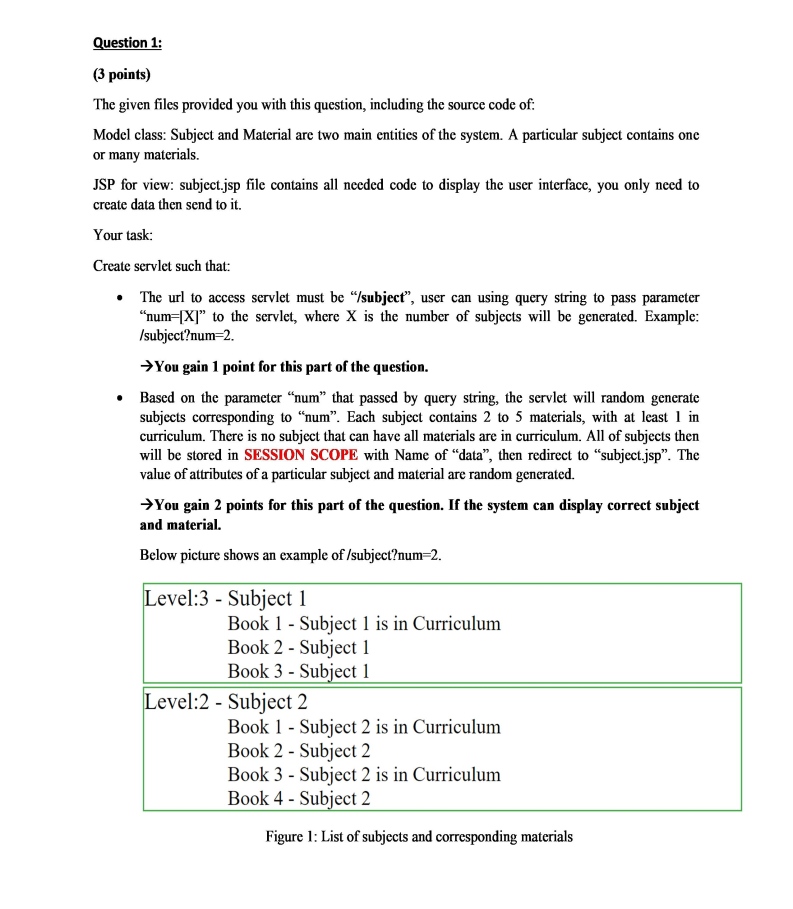 Question 1:
(3 points)
The given files provided you with this question, including the source code of:
Model class: Subject and Material are two main entities of the system. A particular subject contains one
or many materials.
JSP for view: subject.jsp file contains all needed code to display the user interface, you only need to
create data then send to it.
Your task:
Create servlet such that:
• The url to access servlet must be “/subject”, user can using query string to pass parameter
“num=[X]” to the servlet, where X is the number of subjects will be generated. Example:
/subject?num=2.
→You gain 1 point for this part of the question.
• Based on the parameter “num” that passed by query string, the servlet will random generate
subjects corresponding to “num”. Each subject contains 2 to 5 materials, with at least 1 in
curriculum. There is no subject that can have all materials are in curriculum. All of subjects then
will be stored in SESSION SCOPE with Name of “data”, then redirect to “subject.jsp”. The
value of attributes of a particular subject and material are random generated.
→You gain 2 points for this part of the question. If the system can display correct subject
and material.
Below picture shows an example of /subject?num=2.
Level:3 - Subject 1
Book 1 - Subject 1 is in Curriculum
Book 2 - Subject 1
Book 3 - Subject 1
Level:2 - Subject 2
Book 1 - Subject 2 is in Curriculum
Book 2 - Subject 2
Book 3 - Subject 2 is in Curriculum
Book 4 - Subject 2
Figure 1: List of subjects and corresponding materials